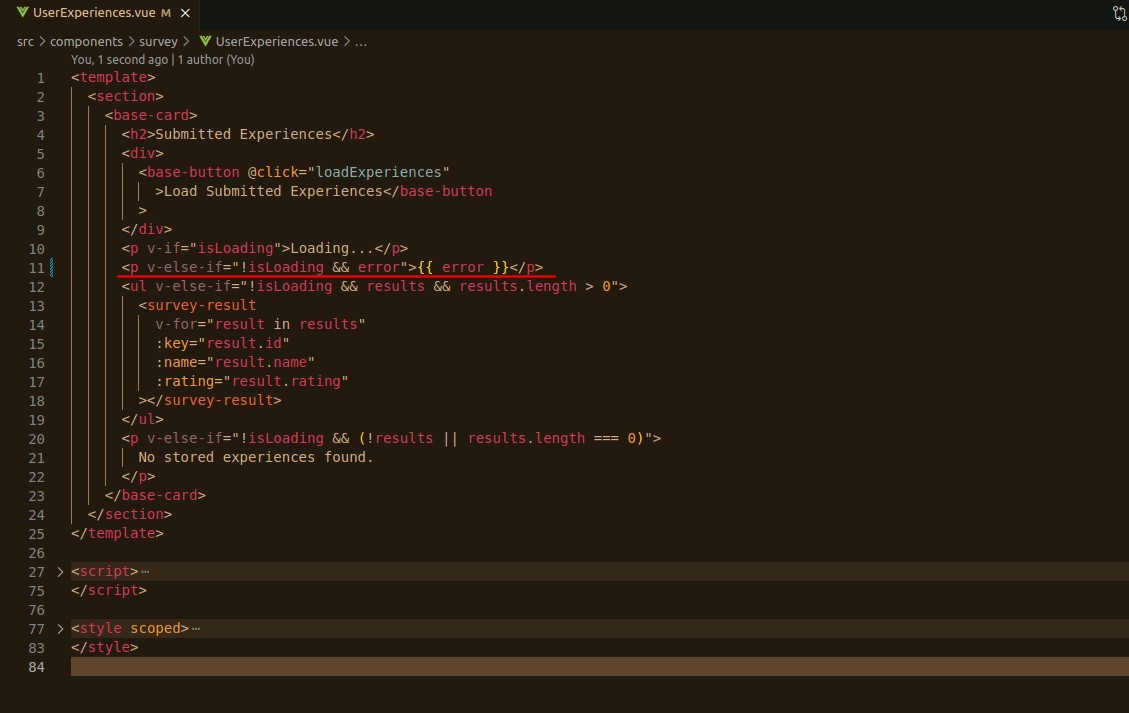 UserExperiences.vue M ×
src > components > survey > UserExperiences.vue > ...
You, 1 second ago | 1 author (You)
1 <template>
2 <section>
3 <base-card>
4 <h2>Submitted Experiences</h2>
5 <div>
6 <base-button @click="loadExperiences"
7 >Load Submitted Experiences</base-button
8 >
9 </div>
10 <p v-if="isLoading">Loading...</p>
11 <p v-else-if="!isLoading && error">{{ error }}</p>
12 <ul v-else-if="!isLoading && results && results.length > 0">
13 <survey-result
14 v-for="result in results"
15 :key="result.id"
16 :name="result.name"
17 :rating="result.rating"
18 ></survey-result>
19 </ul>
20 <p v-else-if="!isLoading && (!results || results.length === 0)">
21 No stored experiences found.
22 </p>
23 </base-card>
24 </section>
25 </template>
26
27 > <script>...
75 </script>
76
77 > <style scoped>...
83 </style>
84